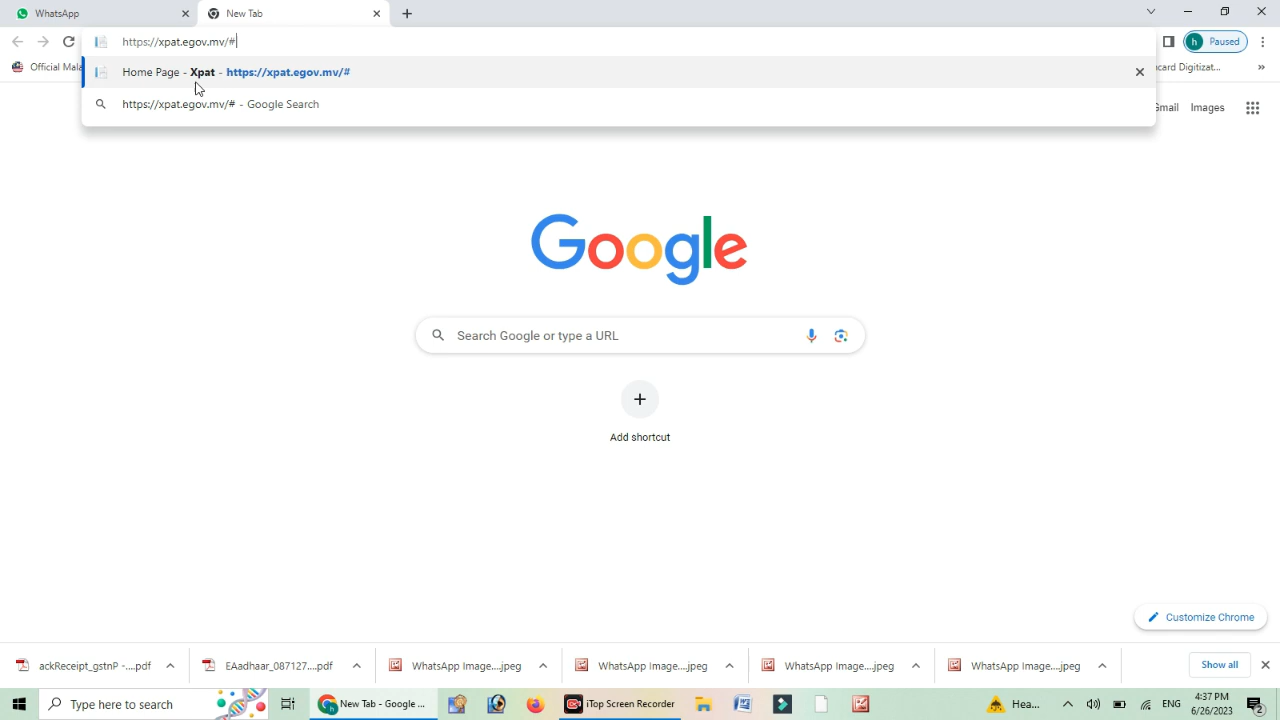 WhatsApp
New Tab
https://xpat.egov.mv/#
Paused
Official Mala
card Digitizat...
»
Home Page - Xpat - https://xpat.egov.mv/#
https://xpat.egov.mv/# - Google Search
Gmail
Images
Google
Search Google or type a URL
Add shortcut
Customize Chrome
ackReceipt_gstnP -....pdf
EAadhaar_087127....pdf
WhatsApp Image....jpeg
WhatsApp Image....jpeg
WhatsApp Image....jpeg
WhatsApp Image....jpeg
Show all
Type here to search
New Tab - Google ...
iTop Screen Recorder
Hea...
ENG
4:37 PM
6/26/2023
2